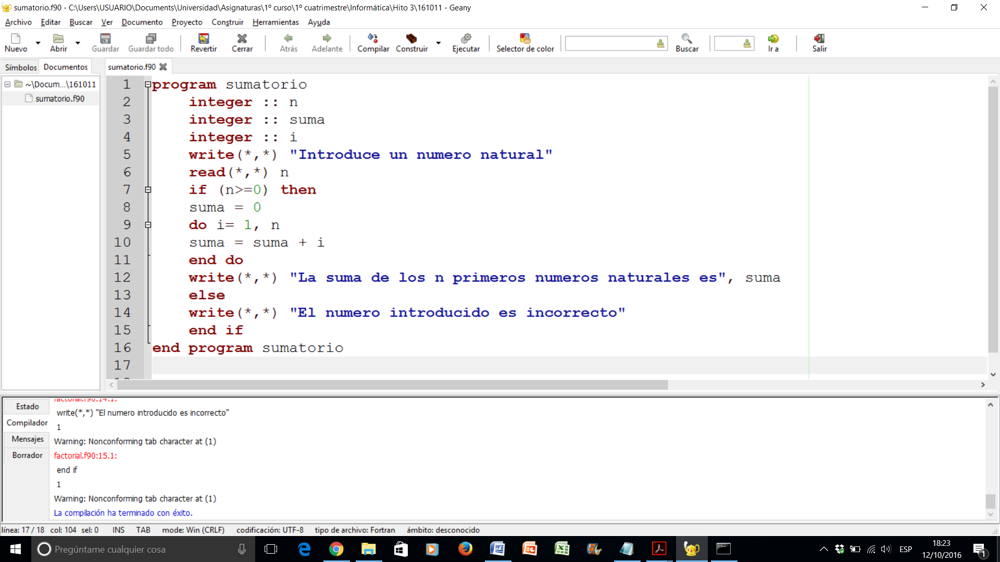 sumatorio.f90 - C:\Users\USUARIO\Documents\Universidad\Asignaturas\1º curso\1º cuatrimestre\Informática\Hito 3\161011 - Geany
Archivo Editar Buscar Ver Documento Proyecto Construir Herramientas Ayuda
Nuevo Abrir Guardar Guardar todo Revertir Cerrar Atrás Adelante Compilar Construir Ejecutar Selector de color Buscar Ir a Salir
Símbolos Documentos
~\Docum...\161011
sumatorio.f90
sumatorio.f90
1 program sumatorio
2 integer :: n
3 integer :: suma
4 integer :: i
5 write(*,*) "Introduce un numero natural"
6 read(*,*) n
7 if (n>=0) then
8 suma = 0
9 do i= 1, n
10 suma = suma + i
11 end do
12 write(*,*) "La suma de los n primeros numeros naturales es", suma
13 else
14 write(*,*) "El numero introducido es incorrecto"
15 end if
16 end program sumatorio
17
Estado
Compilador
Mensajes
Borrador
factorial.f90:14.1:
write(*,*) "El numero introducido es incorrecto"
1
Warning: Nonconforming tab character at (1)
factorial.f90:15.1:
end if
1
Warning: Nonconforming tab character at (1)
La compilación ha terminado con éxito.
línea: 17 / 18 col: 104 sel: 0 INS TAB mode: Win (CRLF) codificación: UTF-8 tipo de archivo: Fortran ámbito: desconocido
Pregúntame cualquier cosa
ESP
18:23
12/10/2016
1